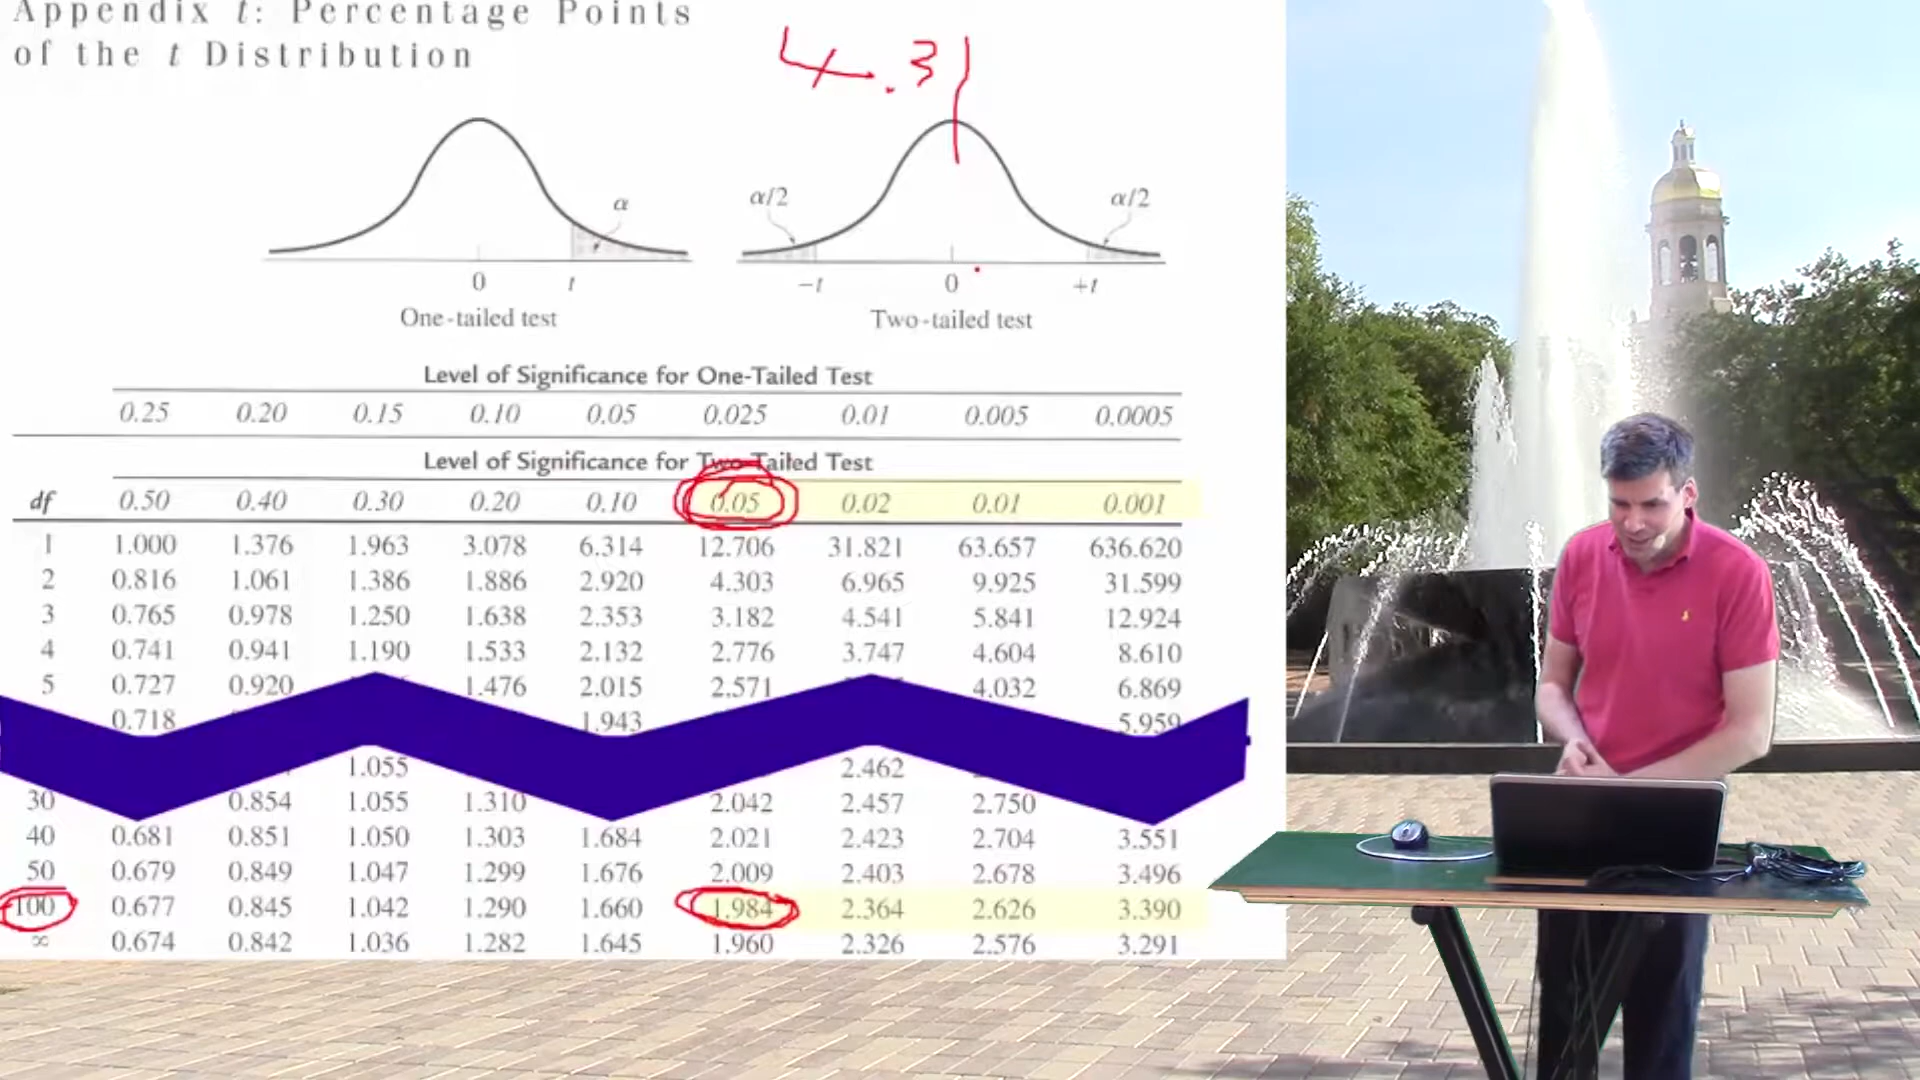 Appendix t: Percentage Points
of the t Distribution
4.31
α
α/2
α/2
0
t
−t
0
+t
One-tailed test
Two-tailed test
Level of Significance for One-Tailed Test
0.25 0.20 0.15 0.10 0.05 0.025 0.01 0.005 0.0005
Level of Significance for Two-Tailed Test
df 0.50 0.40 0.30 0.20 0.10 0.05 0.02 0.01 0.001
1 1.000 1.376 1.963 3.078 6.314 12.706 31.821 63.657 636.620
2 0.816 1.061 1.386 1.886 2.920 4.303 6.965 9.925 31.599
3 0.765 0.978 1.250 1.638 2.353 3.182 4.541 5.841 12.924
4 0.741 0.941 1.190 1.533 2.132 2.776 3.747 4.604 8.610
5 0.727 0.920 1.476 2.015 2.571 4.032 6.869
0.718 1.943 5.959
1.055 2.462
30 0.854 1.055 1.310 2.042 2.457 2.750
40 0.681 0.851 1.050 1.303 1.684 2.021 2.423 2.704 3.551
50 0.679 0.849 1.047 1.299 1.676 2.009 2.403 2.678 3.496
100 0.677 0.845 1.042 1.290 1.660 1.984 2.364 2.626 3.390
∞ 0.674 0.842 1.036 1.282 1.645 1.960 2.326 2.576 3.291